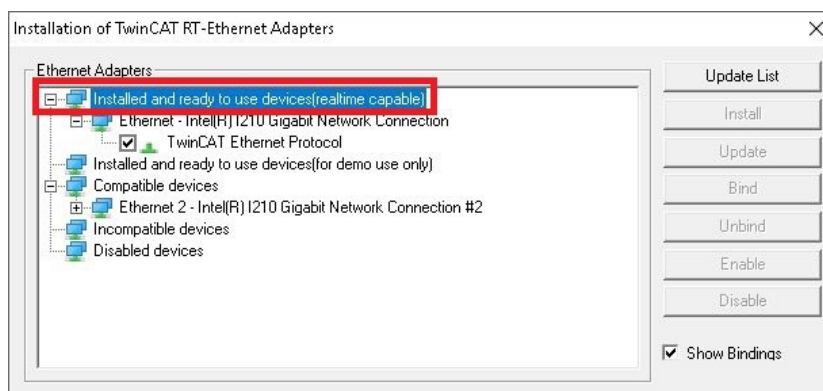 Installation of TwinCAT RT-Ethernet Adapters
Ethernet Adapters
Installed and ready to use devices(realtime capable)
Ethernet - Intel(R) I210 Gigabit Network Connection
TwinCAT Ethernet Protocol
Installed and ready to use devices(for demo use only)
Compatible devices
Ethernet 2 - Intel(R) I210 Gigabit Network Connection #2
Incompatible devices
Disabled devices
Update List
Install
Update
Bind
Unbind
Enable
Disable
Show Bindings